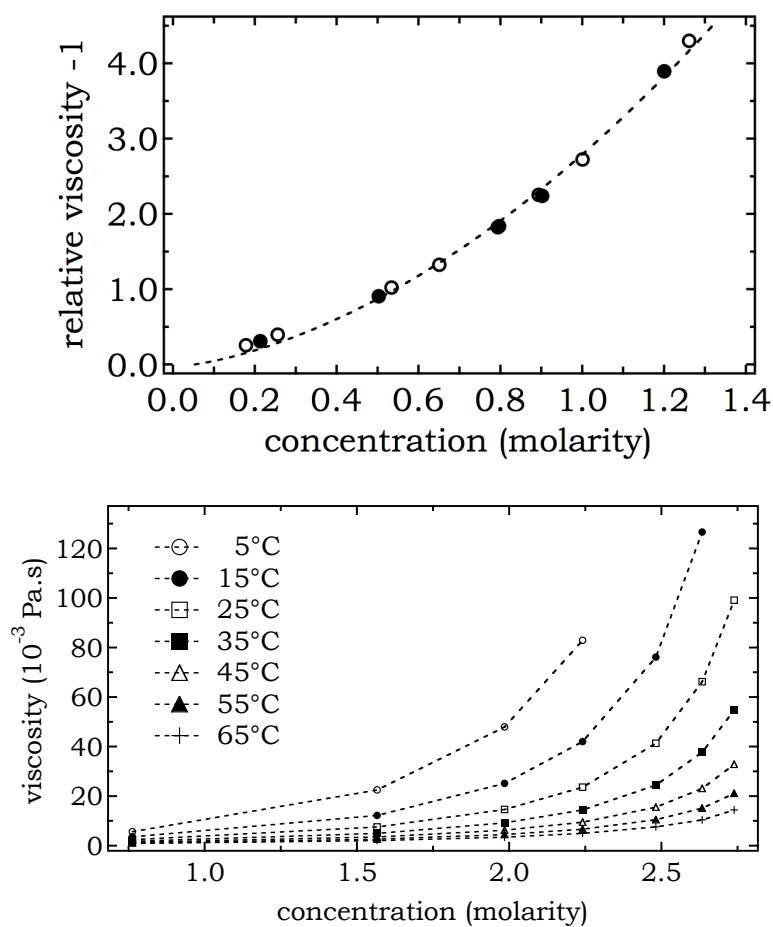 relative viscosity -1
4.0
3.0
2.0
1.0
0.0
0.0 0.2 0.4 0.6 0.8 1.0 1.2 1.4
concentration (molarity)
viscosity (10⁻³ Pa.s)
120
100
80
60
40
20
0
5°C
15°C
25°C
35°C
45°C
55°C
65°C
1.0 1.5 2.0 2.5
concentration (molarity)